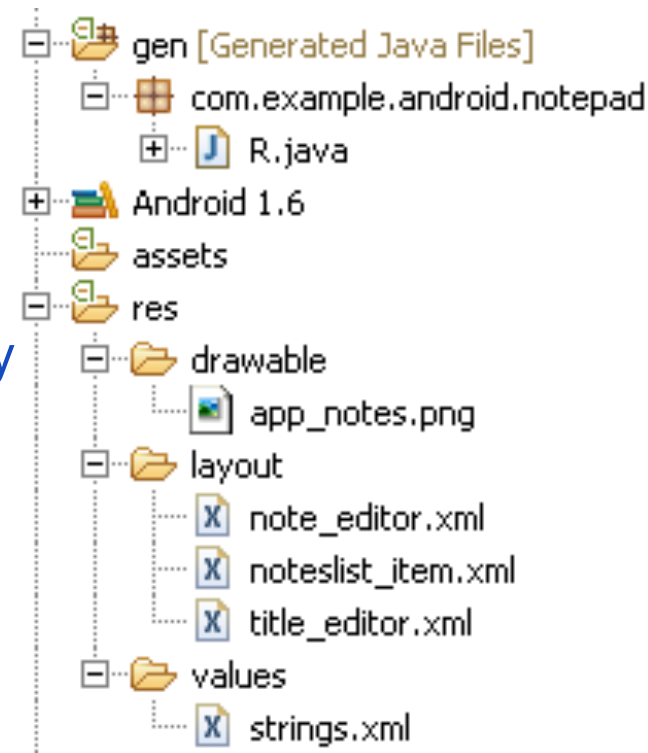 gen [Generated Java Files]
com.example.android.notepad
R.java
Android 1.6
assets
res
y
drawable
app_notes.png
layout
note_editor.xml
noteslist_item.xml
title_editor.xml
values
strings.xml